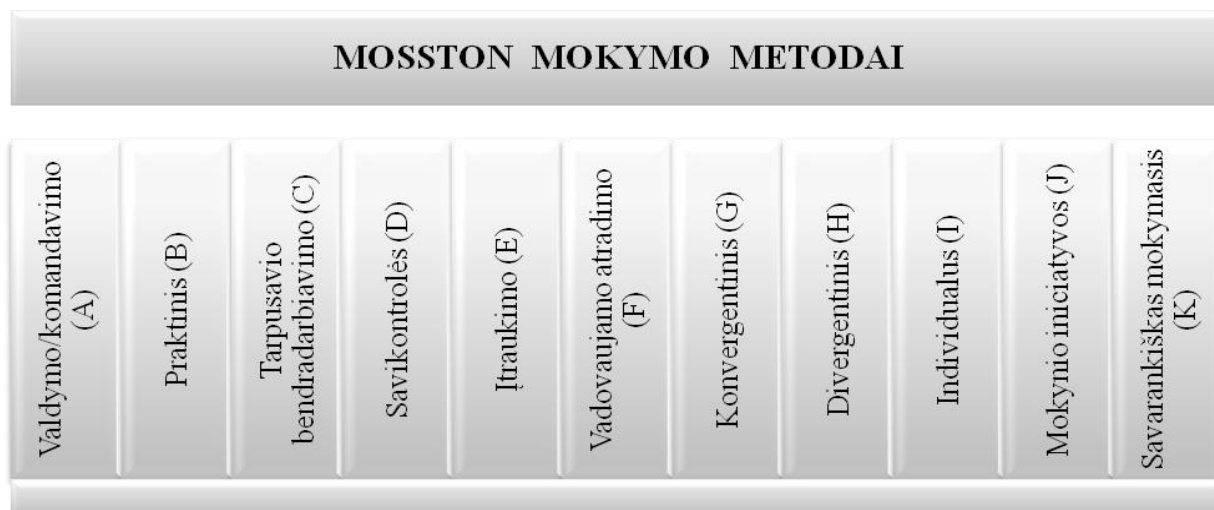 MOSSTON MOKYMO METODAI
Valdymo/komandavimo
(A)
Praktinis (B)
Tarpusavio
bendradarbiavimo (C)
Savikontrolės (D)
Įtraukimo (E)
Vadovaujamo atradimo
(F)
Konvergentinis (G)
Divergentinis (H)
Individualus (I)
Mokynio iniciatyvos (J)
Savarankiškas mokymasis
(K)